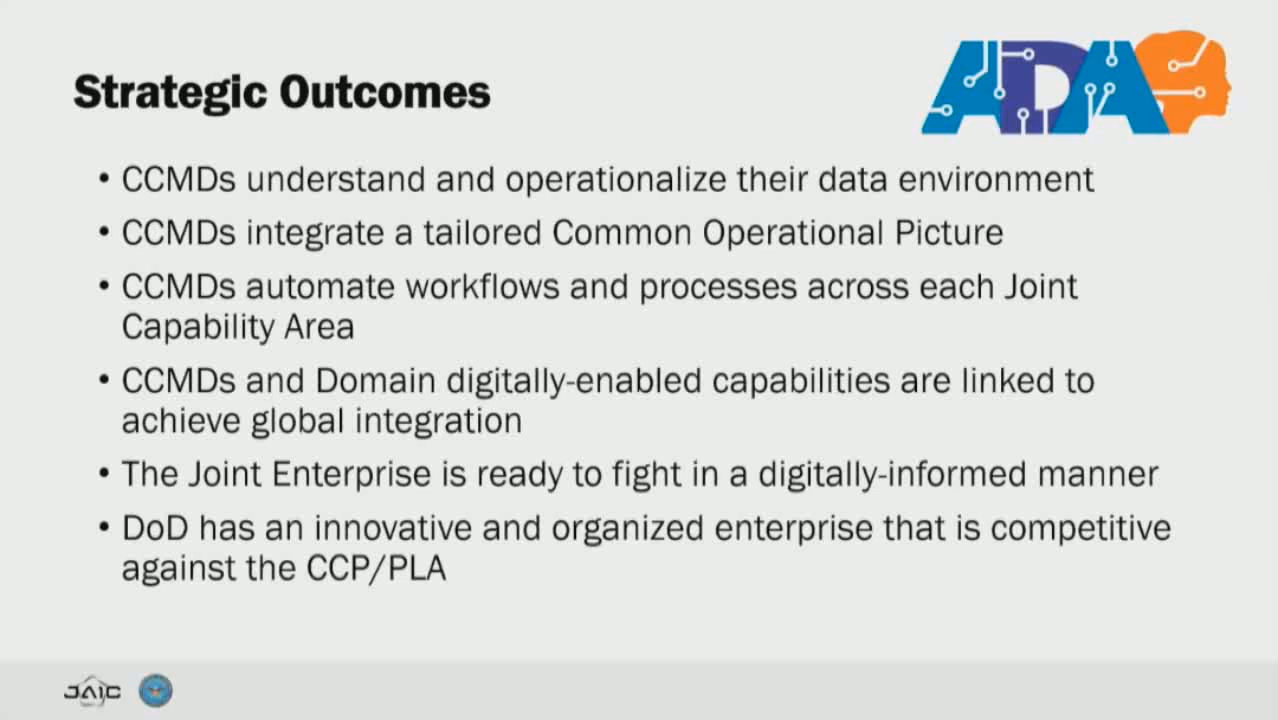 ADA
Strategic Outcomes
• CCMDs understand and operationalize their data environment
• CCMDs integrate a tailored Common Operational Picture
• CCMDs automate workflows and processes across each Joint
Capability Area
• CCMDs and Domain digitally-enabled capabilities are linked to
achieve global integration
• The Joint Enterprise is ready to fight in a digitally-informed manner
• DoD has an innovative and organized enterprise that is competitive
against the CCP/PLA
JAIC